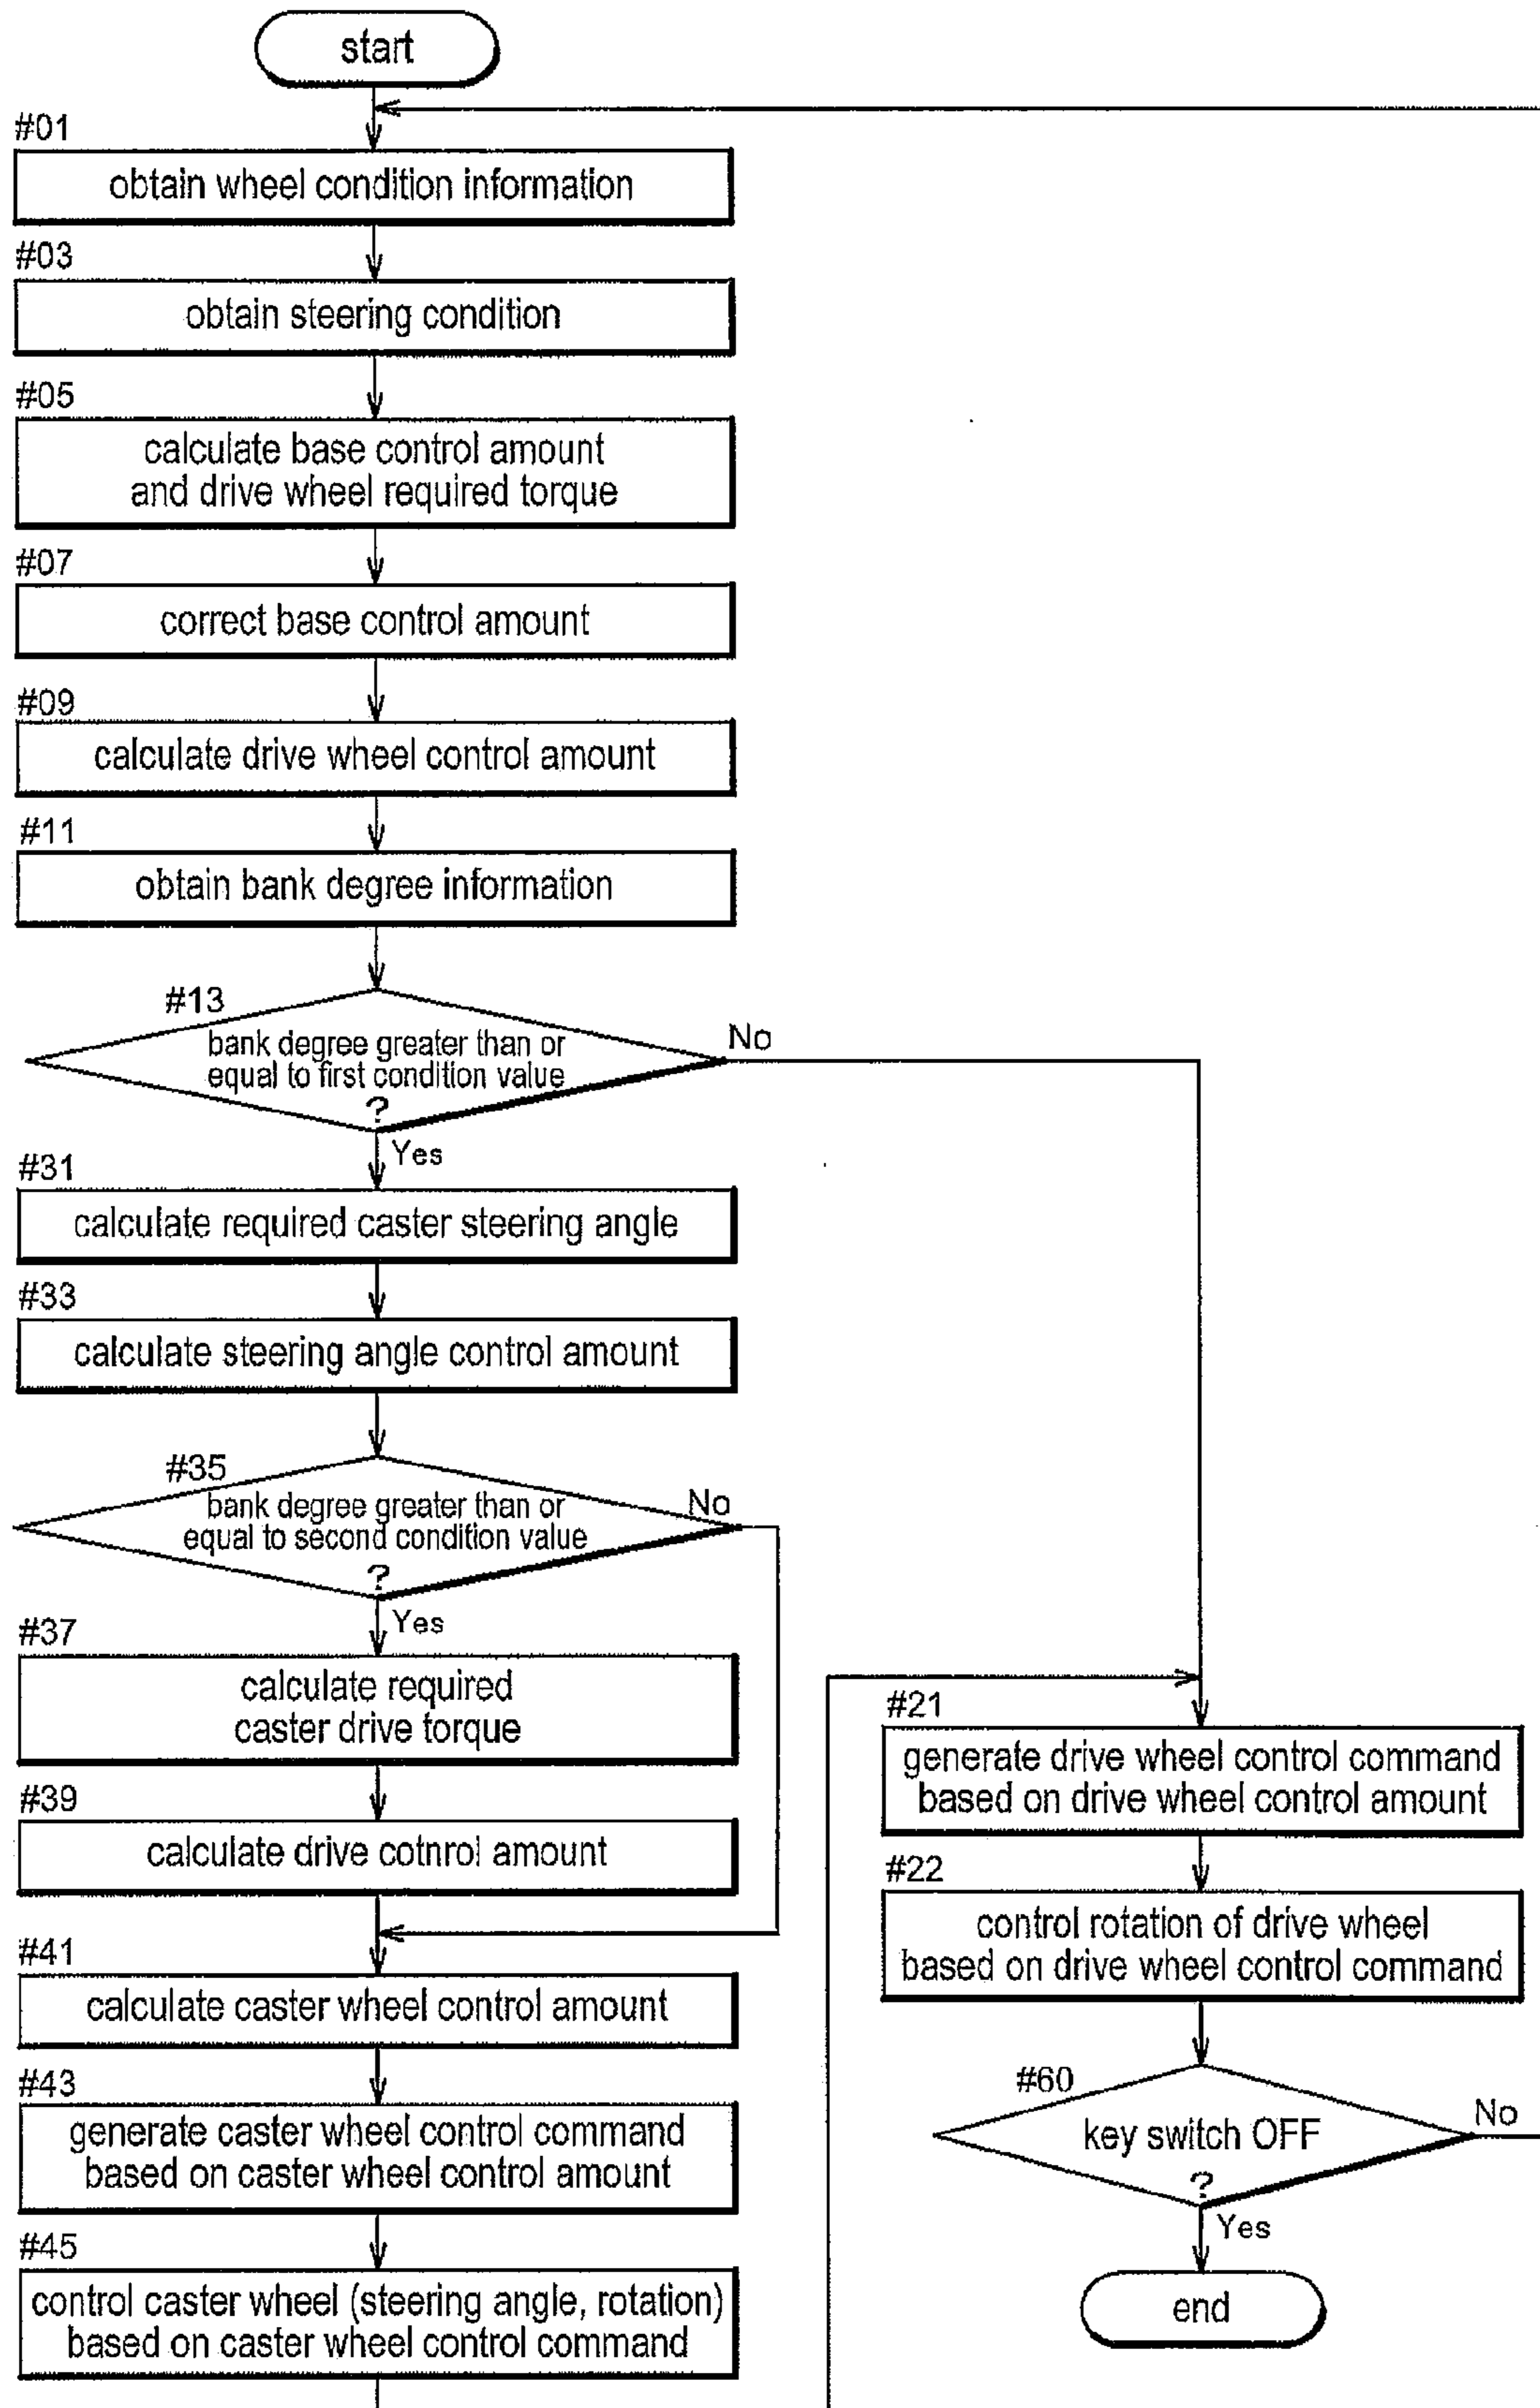 start
#01
obtain wheel condition information
#03
obtain steering condition
#05
calculate base control amount
and drive wheel required torque
#07
correct base control amount
#09
calculate drive wheel control amount
#11
obtain bank degree information
#13
bank degree greater than or
equal to first condition value
?
No
Yes
#31
calculate required caster steering angle
#33
calculate steering angle control amount
#35
bank degree greater than or
equal to second condition value
?
No
Yes
#37
calculate required
caster drive torque
#39
calculate drive cotnrol amount
#41
calculate caster wheel control amount
#43
generate caster wheel control command
based on caster wheel control amount
#45
control caster wheel (steering angle, rotation)
based on caster wheel control command
#21
generate drive wheel control command
based on drive wheel control amount
#22
control rotation of drive wheel
based on drive wheel control command
#60
key switch OFF
?
No
Yes
end